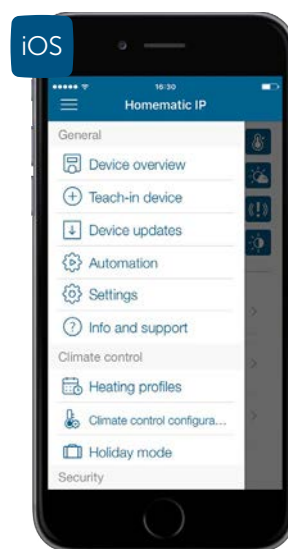 iOS
16:30
Homematic IP
General
Device overview
Teach-in device
Device updates
Automation
Settings
Info and support
Climate control
Heating profiles
Climate control configura...
Holiday mode
Security